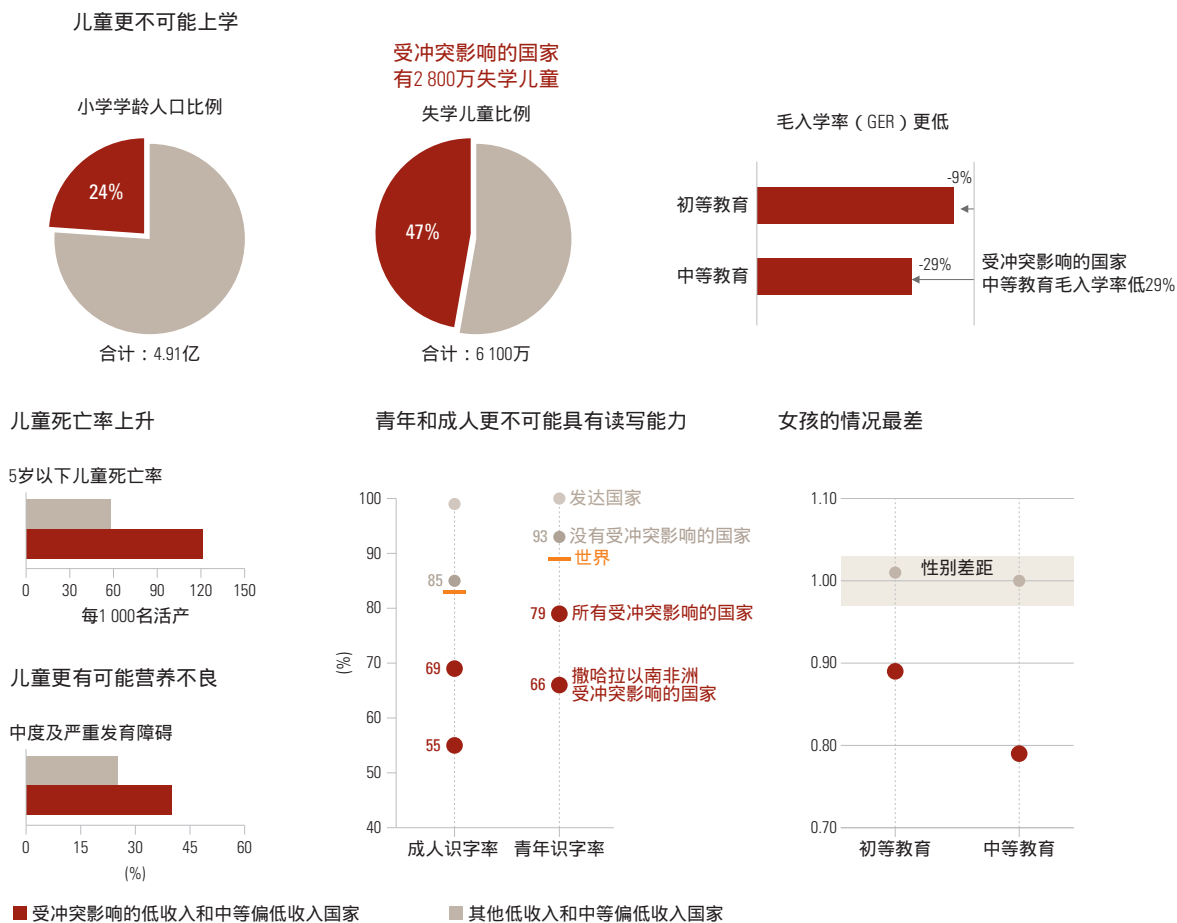 儿童更不可能上学
小学学龄人口比例
24%
合计：4.91亿
受冲突影响的国家
有2 800万失学儿童
失学儿童比例
47%
合计：6 100万
毛入学率（GER）更低
初等教育
-9%
中等教育
-29%
受冲突影响的国家
中等教育毛入学率低29%
儿童死亡率上升
5岁以下儿童死亡率
0 30 60 90 120 150
每1 000名活产
儿童更有可能营养不良
中度及严重发育障碍
0 15 30 45 60
(%)
青年和成人更不可能具有读写能力
100
90
80
70
60
50
40
(%)
发达国家
93 没有受冲突影响的国家
世界
85
79 所有受冲突影响的国家
69
66 撒哈拉以南非洲
受冲突影响的国家
55
成人识字率 青年识字率
女孩的情况最差
1.10
1.00
0.90
0.80
0.70
性别差距
初等教育 中等教育
受冲突影响的低收入和中等偏低收入国家
其他低收入和中等偏低收入国家